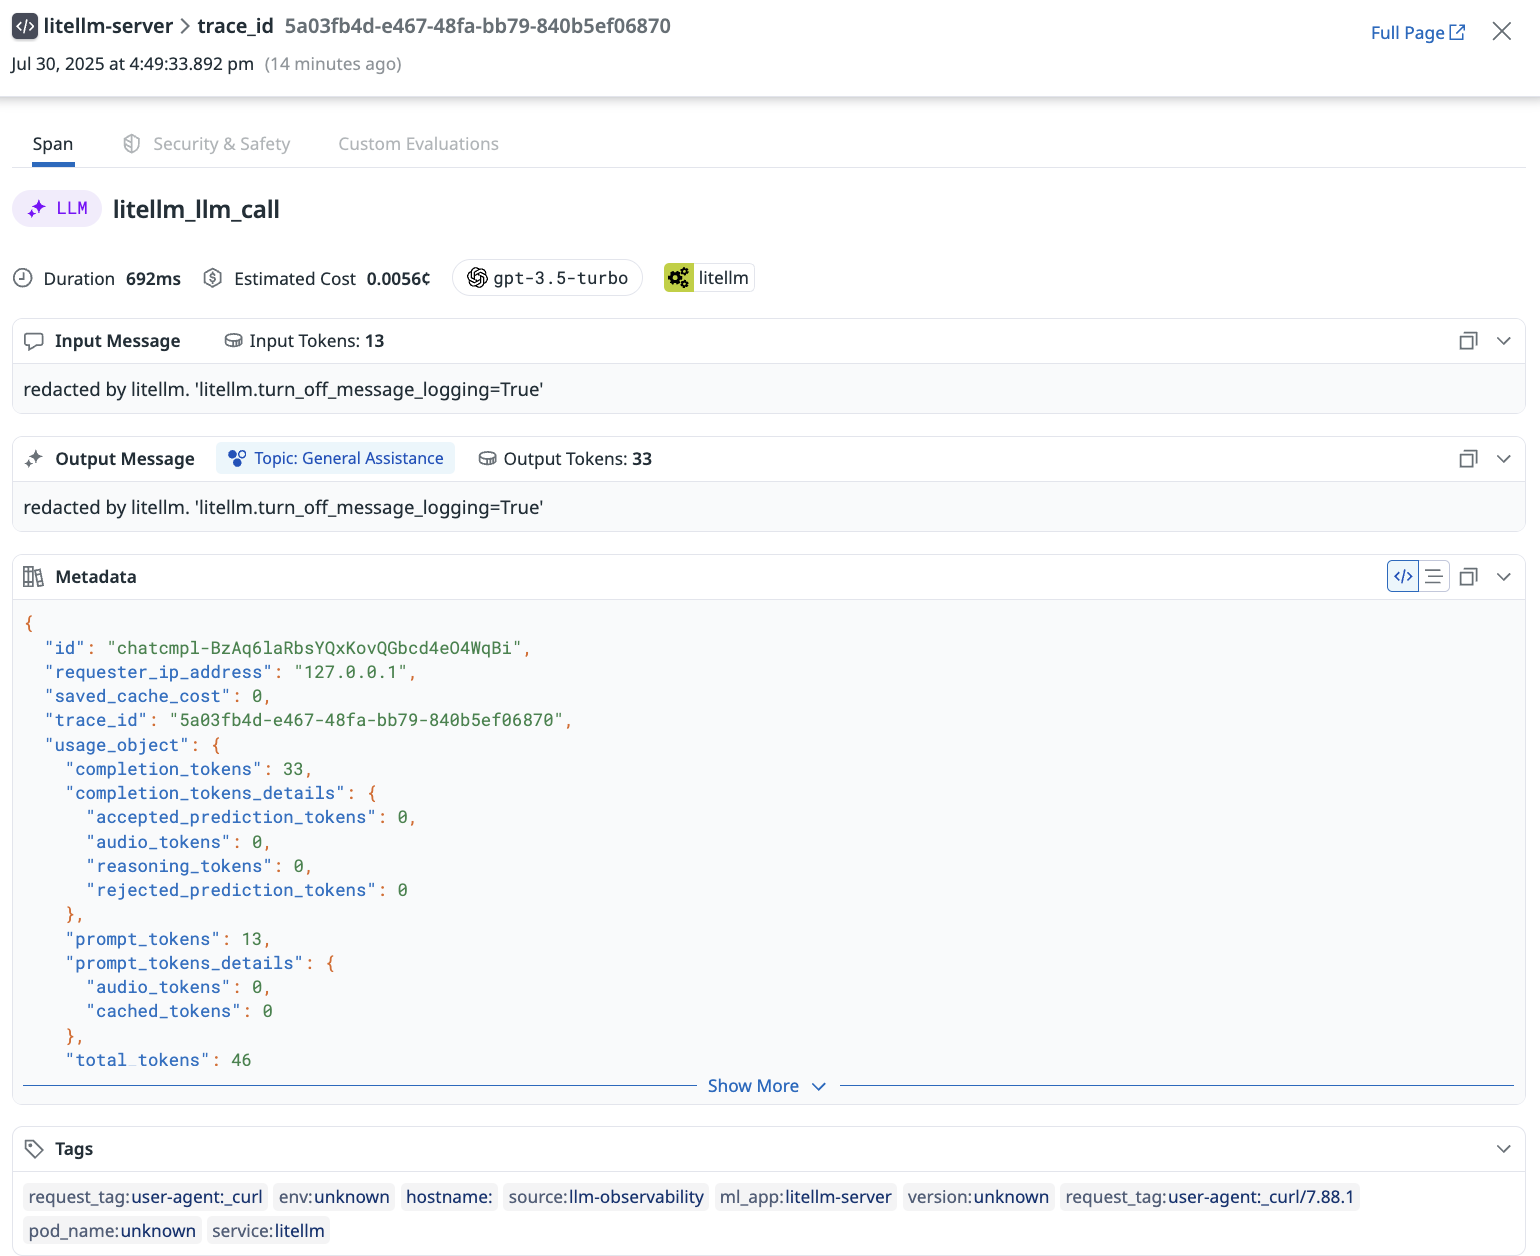 litellm-server > trace_id 5a03fb4d-e467-48fa-bb79-840b5ef06870
Full Page
Jul 30, 2025 at 4:49:33.892 pm (14 minutes ago)
Span Security & Safety Custom Evaluations
LLM litellm_llm_call
Duration 692ms Estimated Cost 0.0056¢ gpt-3.5-turbo litellm
Input Message Input Tokens: 13
redacted by litellm. 'litellm.turn_off_message_logging=True'
Output Message Topic: General Assistance Output Tokens: 33
redacted by litellm. 'litellm.turn_off_message_logging=True'
Metadata
{
"id": "chatcmpl-BzAq6laRbsYQxKovQGbcd4eO4WqBi",
"requester_ip_address": "127.0.0.1",
"saved_cache_cost": 0,
"trace_id": "5a03fb4d-e467-48fa-bb79-840b5ef06870",
"usage_object": {
"completion_tokens": 33,
"completion_tokens_details": {
"accepted_prediction_tokens": 0,
"audio_tokens": 0,
"reasoning_tokens": 0,
"rejected_prediction_tokens": 0
},
"prompt_tokens": 13,
"prompt_tokens_details": {
"audio_tokens": 0,
"cached_tokens": 0
},
"total_tokens": 46
Show More
Tags
request_tag:user-agent:_curl env:unknown hostname: source:llm-observability ml_app:litellm-server version:unknown request_tag:user-agent:_curl/7.88.1
pod_name:unknown service:litellm